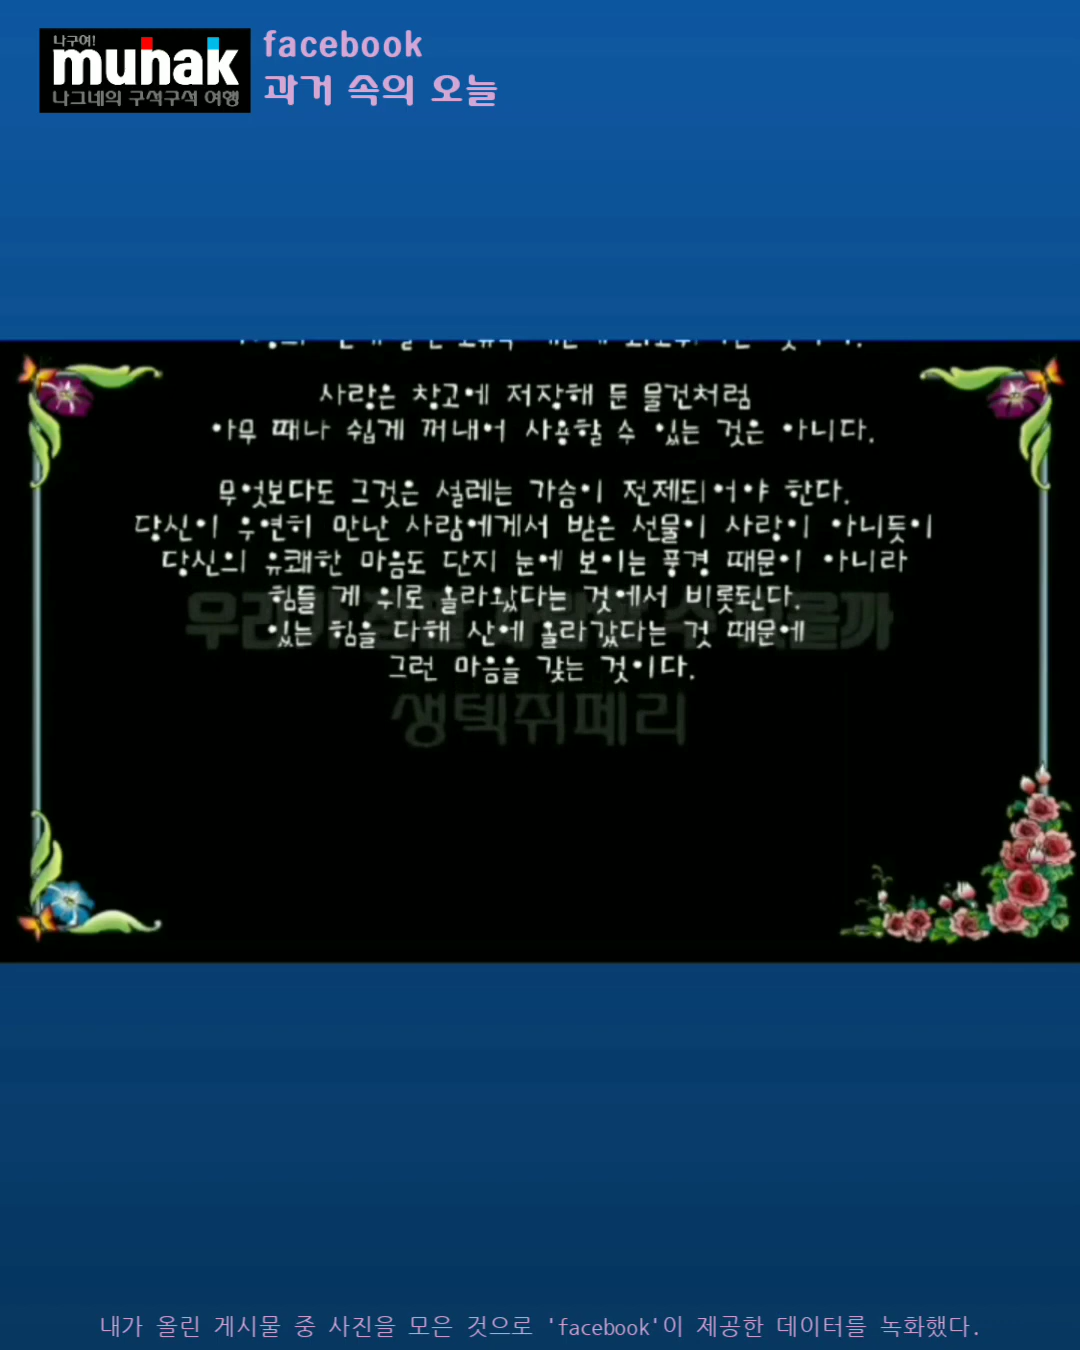 나구여!
munak
나그네의 구석구석 여행
facebook
과거 속의 오늘
사랑은 창고에 저장해 둔 물건처럼
아무 때나 쉽게 꺼내어 사용할 수 있는 것은 아니다.
무엇보다도 그것은 설레는 가슴이 전제되어야 한다.
당신이 우연히 만난 사람에게서 받은 선물이 사랑이 아니듯이
당신의 유쾌한 마음도 단지 눈에 보이는 풍경 때문이 아니라
힘들 게 위로 올라왔다는 것에서 비롯된다.
있는 힘을 다해 산에 올라갔다는 것 때문에
그런 마음을 갖는 것이다.
생텍쥐페리
내가 올린 게시물 중 사진을 모은 것으로 'facebook'이 제공한 데이터를 녹화했다.